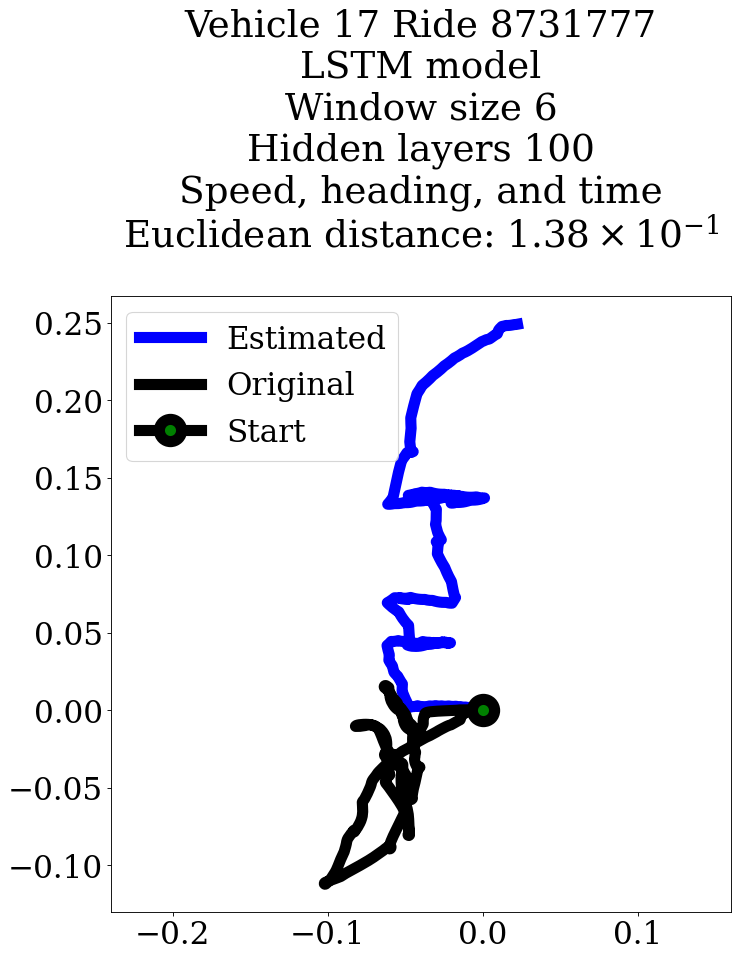 Vehicle 17 Ride 8731777
LSTM model
Window size 6
Hidden layers 100
Speed, heading, and time
Euclidean distance: 1.38 × 10⁻¹
Estimated
Original
Start
0.25
0.20
0.15
0.10
0.05
0.00
−0.05
−0.10
−0.2
−0.1
0.0
0.1